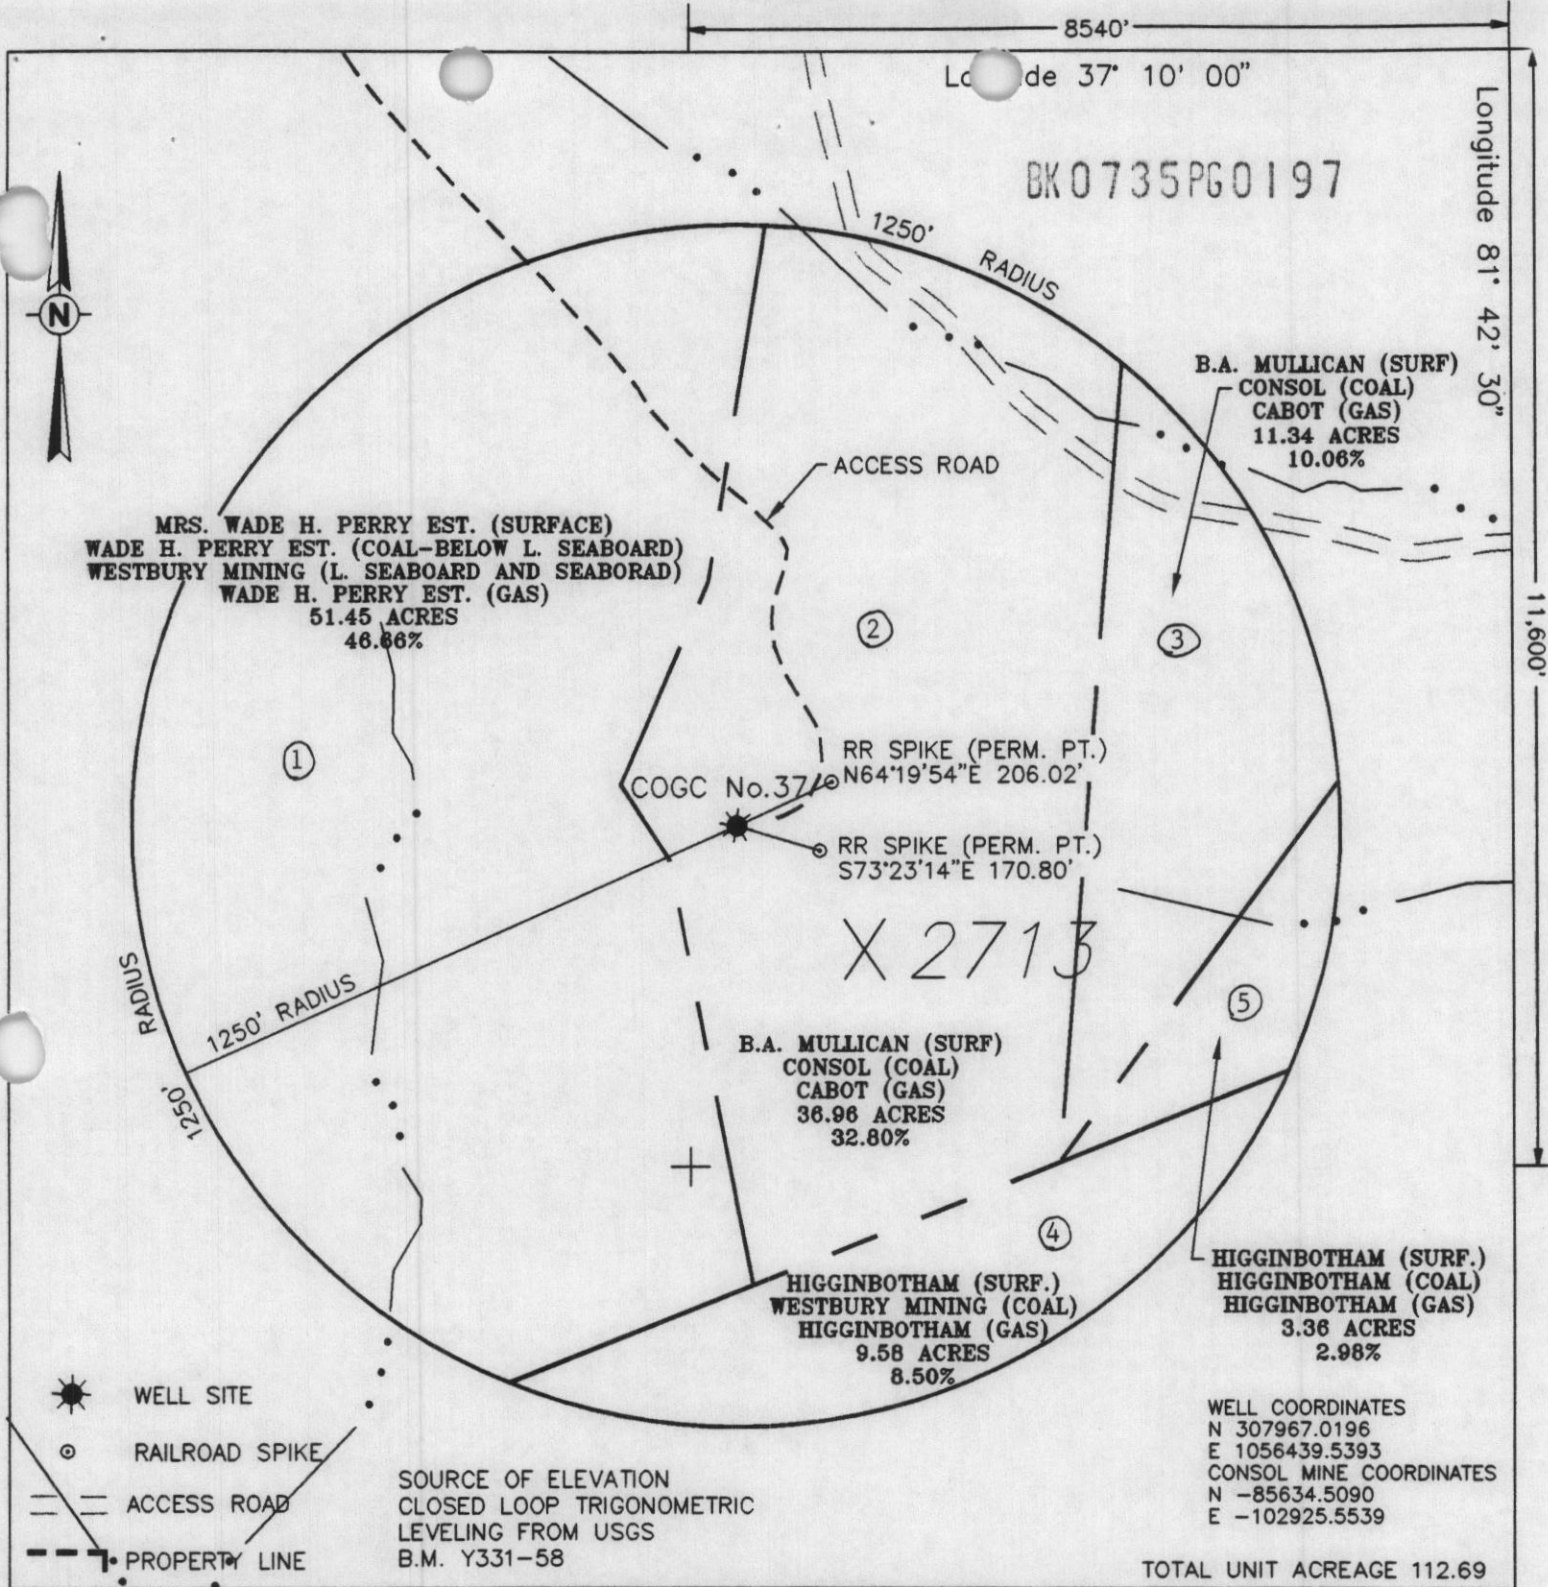 8540'
de 37° 10' 00"
Longitude 81° 42' 30"
BK0735PG0197
11,600'
N
1250' RADIUS
B.A. MULLICAN (SURF)
CONSOL (COAL)
CABOT (GAS)
11.34 ACRES
10.06%
ACCESS ROAD
MRS. WADE H. PERRY EST. (SURFACE)
WADE H. PERRY EST. (COAL-BELOW L. SEABOARD)
WESTBURY MINING (L. SEABOARD AND SEABORAD)
WADE H. PERRY EST. (GAS)
51.45 ACRES
46.66%
2
3
1
RR SPIKE (PERM. PT.)
N64°19'54"E 206.02'
COGC No.37
RR SPIKE (PERM. PT.)
S73°23'14"E 170.80'
X 2713
RADIUS
1250' RADIUS
1250'
5
B.A. MULLICAN (SURF)
CONSOL (COAL)
CABOT (GAS)
36.96 ACRES
32.80%
4
HIGGINBOTHAM (SURF.)
WESTBURY MINING (COAL)
HIGGINBOTHAM (GAS)
9.58 ACRES
8.50%
HIGGINBOTHAM (SURF.)
HIGGINBOTHAM (COAL)
HIGGINBOTHAM (GAS)
3.36 ACRES
2.98%
WELL SITE
RAILROAD SPIKE
ACCESS ROAD
PROPERTY LINE
SOURCE OF ELEVATION
CLOSED LOOP TRIGONOMETRIC
LEVELING FROM USGS
B.M. Y331-58
WELL COORDINATES
N 307967.0196
E 1056439.5393
CONSOL MINE COORDINATES
N -85634.5090
E -102925.5539
TOTAL UNIT ACREAGE 112.69